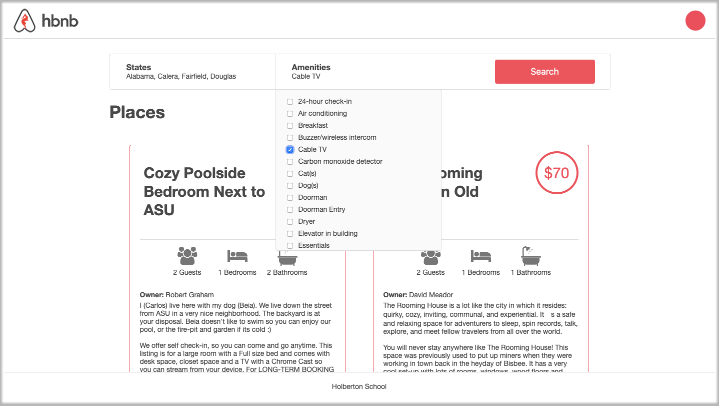 hbnb
States
Alabama, Calera, Fairfield, Douglas
Amenities
Cable TV
Search
24-hour check-in
Air conditioning
Breakfast
Buzzer/wireless intercom
Cable TV
Carbon monoxide detector
Cat(s)
Dog(s)
Doorman
Doorman Entry
Dryer
Elevator in building
Essentials
Places
Cozy Poolside
Bedroom Next to
ASU
2 Guests
1 Bedrooms
2 Bathrooms
Owner: Robert Graham
I (Carlos) live here with my dog (Beia). We live down the street
from ASU in a very nice neighborhood. The backyard is at
your disposal. Beia doesn't like to swim so you can enjoy our
pool, or the fire-pit and garden if its cold :)
We offer self check-in, so you can come and go anytime. This
listing is for a large room with a Full size bed and comes with
desk space, closet space and a TV with a Chrome Cast so
you can stream from your device. For LONG-TERM BOOKING
oming
n Old
$70
2 Guests
1 Bedrooms
1 Bathrooms
Owner: David Meador
The Rooming House is a lot like the city in which it resides:
quirky, cozy, inviting, communal, and experiential. It s a safe
and relaxing space for adventurers to sleep, spin records, talk,
explore, and meet fellow travelers from all over the world.
You will never stay anywhere like The Rooming House! This
space was previously used to put up miners when they were
working in town back in the heyday of Bisbee. It has a very
cool set-up with lots of rooms, windows, wood floors and
Holberton School